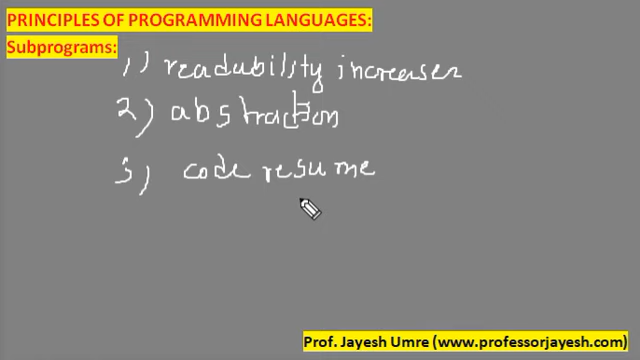 PRINCIPLES OF PROGRAMMING LANGUAGES:
Subprograms:
1) readability increases
2) abstraction
3) code resume
Prof. Jayesh Umre (www.professorjayesh.com)